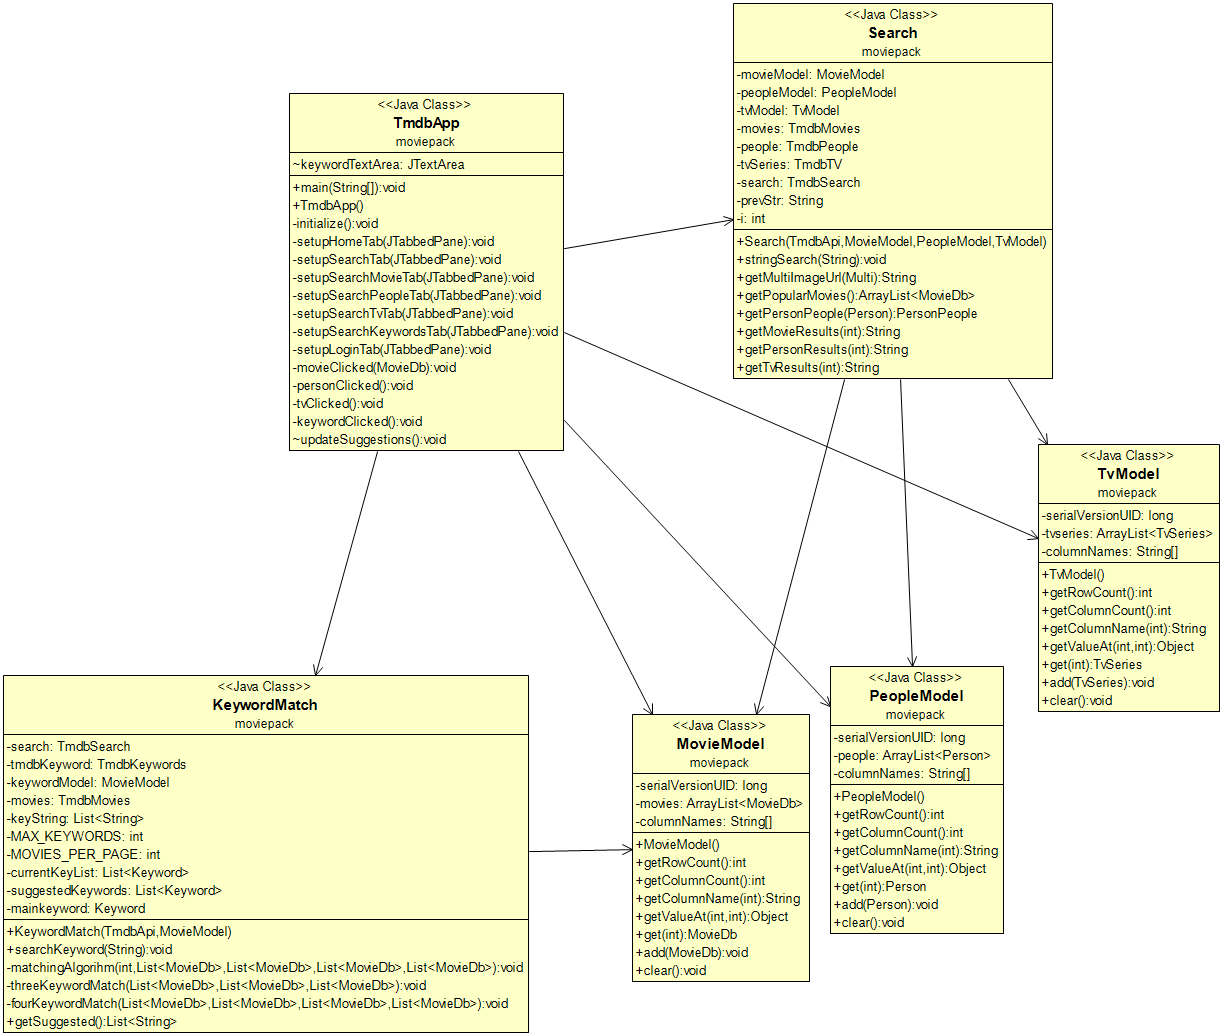 <<Java Class>>
Search
moviepack
-movieModel: MovieModel
-peopleModel: PeopleModel
-tvModel: TvModel
-movies: TmdbMovies
-people: TmdbPeople
-tvSeries: TmdbTV
-search: TmdbSearch
-prevStr: String
-i: int
+Search(TmdbApi,MovieModel,PeopleModel,TvModel)
+stringSearch(String):void
+getMultiImageUrl(Multi):String
+getPopularMovies():ArrayList<MovieDb>
+getPersonPeople(Person):PersonPeople
+getMovieResults(int):String
+getPersonResults(int):String
+getTvResults(int):String
<<Java Class>>
TmdbApp
moviepack
~keywordTextArea: JTextArea
+main(String[]):void
+TmdbApp()
-initialize():void
-setupHomeTab(JTabbedPane):void
-setupSearchTab(JTabbedPane):void
-setupSearchMovieTab(JTabbedPane):void
-setupSearchPeopleTab(JTabbedPane):void
-setupSearchTvTab(JTabbedPane):void
-setupSearchKeywordsTab(JTabbedPane):void
-setupLoginTab(JTabbedPane):void
-movieClicked(MovieDb):void
-personClicked():void
-tvClicked():void
-keywordClicked():void
~updateSuggestions():void
<<Java Class>>
TvModel
moviepack
-serialVersionUID: long
-tvseries: ArrayList<TvSeries>
-columnNames: String[]
+TvModel()
+getRowCount():int
+getColumnCount():int
+getColumnName(int):String
+getValueAt(int,int):Object
+get(int):TvSeries
+add(TvSeries):void
+clear():void
<<Java Class>>
PeopleModel
moviepack
-serialVersionUID: long
-people: ArrayList<Person>
-columnNames: String[]
+PeopleModel()
+getRowCount():int
+getColumnCount():int
+getColumnName(int):String
+getValueAt(int,int):Object
+get(int):Person
+add(Person):void
+clear():void
<<Java Class>>
KeywordMatch
moviepack
-search: TmdbSearch
-tmdbKeyword: TmdbKeywords
-keywordModel: MovieModel
-movies: TmdbMovies
-keyString: List<String>
-MAX_KEYWORDS: int
-MOVIES_PER_PAGE: int
-currentKeyList: List<Keyword>
-suggestedKeywords: List<Keyword>
-mainkeyword: Keyword
+KeywordMatch(TmdbApi,MovieModel)
+searchKeyword(String):void
-matchingAlgorihm(int,List<MovieDb>,List<MovieDb>,List<MovieDb>,List<MovieDb>):void
-threeKeywordMatch(List<MovieDb>,List<MovieDb>,List<MovieDb>):void
-fourKeywordMatch(List<MovieDb>,List<MovieDb>,List<MovieDb>,List<MovieDb>):void
+getSuggested():List<String>
<<Java Class>>
MovieModel
moviepack
-serialVersionUID: long
-movies: ArrayList<MovieDb>
-columnNames: String[]
+MovieModel()
+getRowCount():int
+getColumnCount():int
+getColumnName(int):String
+getValueAt(int,int):Object
+get(int):MovieDb
+add(MovieDb):void
+clear():void